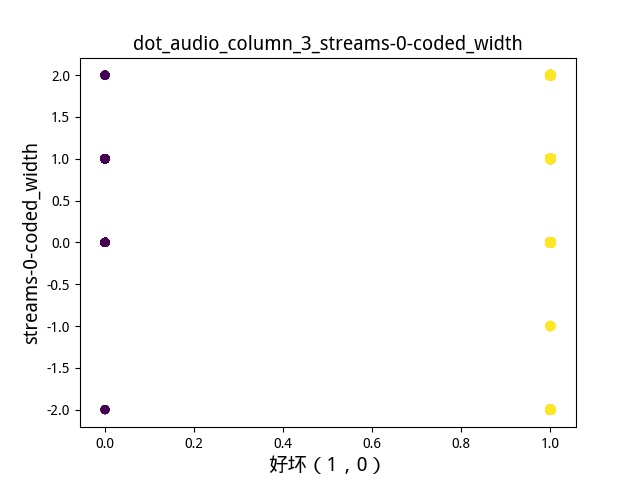 dot_audio_column_3_streams-0-coded_width
streams-0-coded_width
2.0
1.5
1.0
0.5
0.0
-0.5
-1.0
-1.5
-2.0
0.0 0.2 0.4 0.6 0.8 1.0
好坏（1，0）